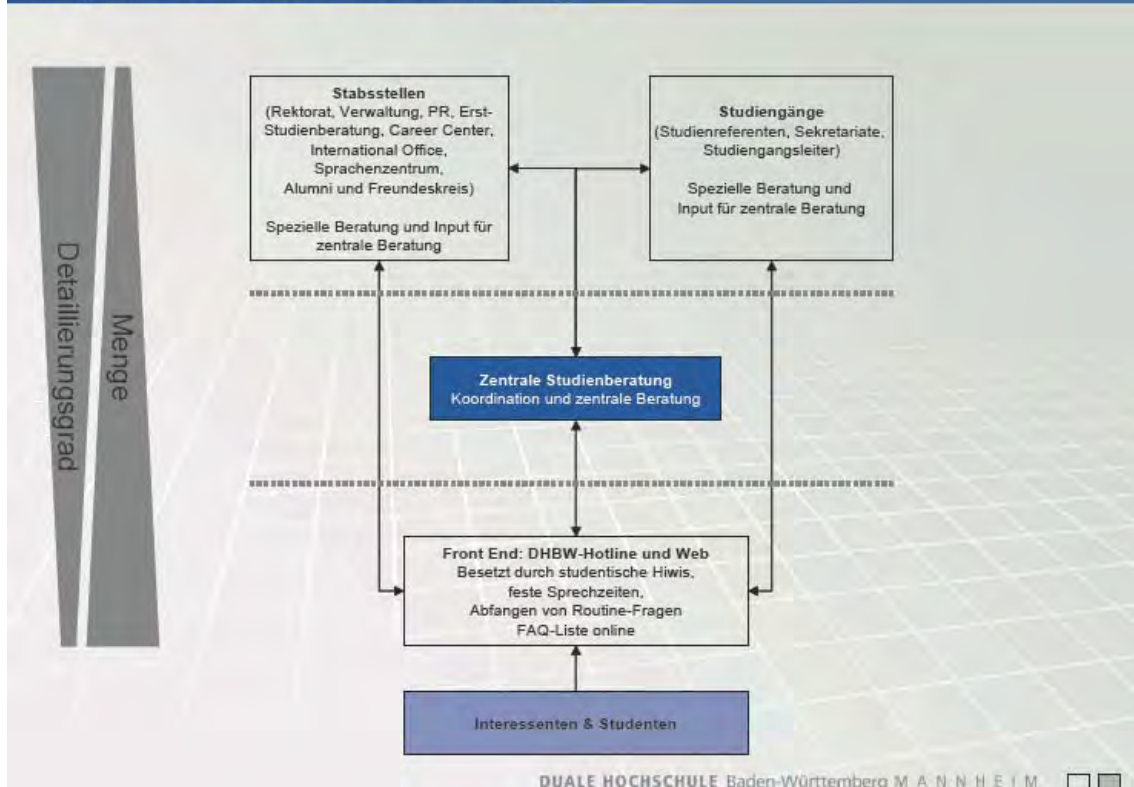 Stabsstellen
(Rektorat, Verwaltung, PR, Erst-
Studienberatung, Career Center,
International Office,
Sprachenzentrum,
Alumni und Freundeskreis)
Spezielle Beratung und Input für
zentrale Beratung
Studiengänge
(Studienreferenten, Sekretariate,
Studiengangsleiter)
Spezielle Beratung und
Input für zentrale Beratung
Detaillierungsgrad
Menge
Zentrale Studienberatung
Koordination und zentrale Beratung
Front End: DHBW-Hotline und Web
Besetzt durch studentische Hiwis,
feste Sprechzeiten,
Abfangen von Routine-Fragen
FAQ-Liste online
Interessenten & Studenten
DUALE HOCHSCHULE Baden-Württemberg MANNHEIM